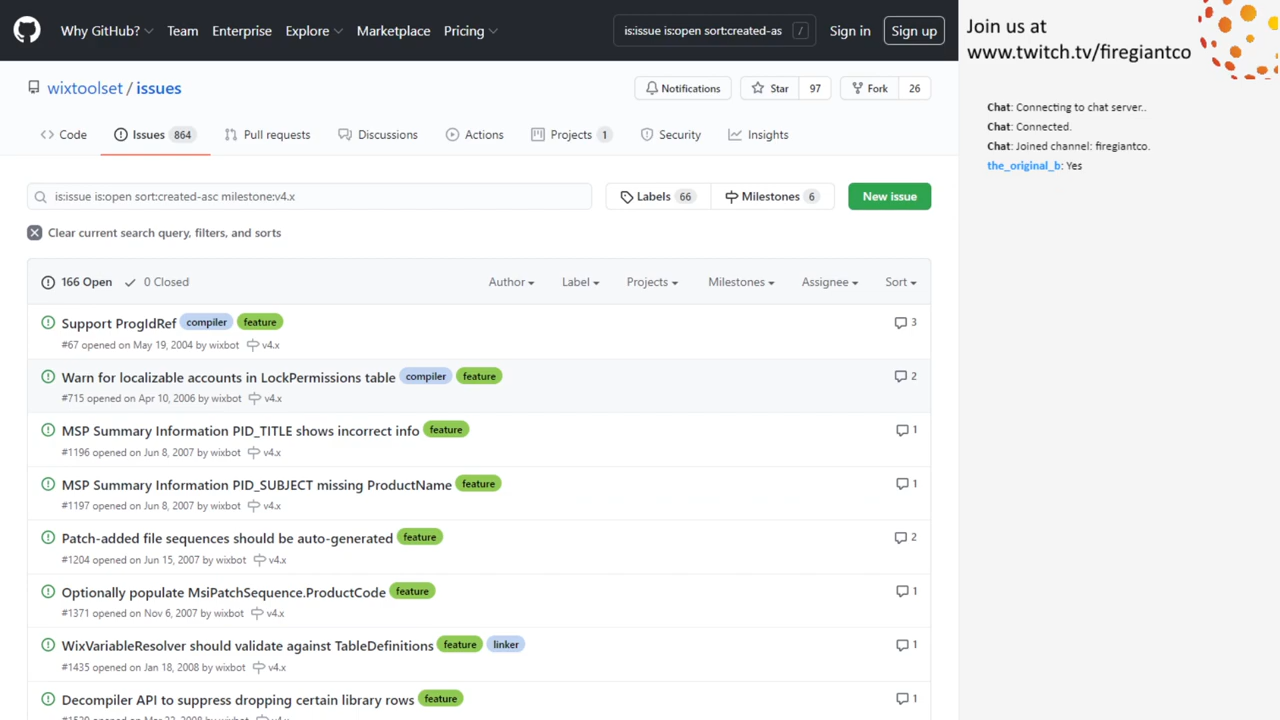 Why GitHub? Team Enterprise Explore Marketplace Pricing is:issue is:open sort:created-as / Sign in Sign up
wixtoolset / issues Notifications Star 97 Fork 26
Code Issues 864 Pull requests Discussions Actions Projects 1 Security Insights
is:issue is:open sort:created-asc milestone:v4.x Labels 66 Milestones 6 New issue
Clear current search query, filters, and sorts
166 Open 0 Closed Author Label Projects Milestones Assignee Sort
Support ProgIdRef compiler feature 3
#67 opened on May 19, 2004 by wixbot v4.x
Warn for localizable accounts in LockPermissions table compiler feature 2
#715 opened on Apr 10, 2006 by wixbot v4.x
MSP Summary Information PID_TITLE shows incorrect info feature 1
#1196 opened on Jun 8, 2007 by wixbot v4.x
MSP Summary Information PID_SUBJECT missing ProductName feature 1
#1197 opened on Jun 8, 2007 by wixbot v4.x
Patch-added file sequences should be auto-generated feature 2
#1204 opened on Jun 15, 2007 by wixbot v4.x
Optionally populate MsiPatchSequence.ProductCode feature 1
#1371 opened on Nov 6, 2007 by wixbot v4.x
WixVariableResolver should validate against TableDefinitions feature linker 1
#1435 opened on Jan 18, 2008 by wixbot v4.x
Decompiler API to suppress dropping certain library rows feature 1
Join us at
www.twitch.tv/firegiantco
Chat: Connecting to chat server..
Chat: Connected.
Chat: Joined channel: firegiantco.
the_original_b: Yes